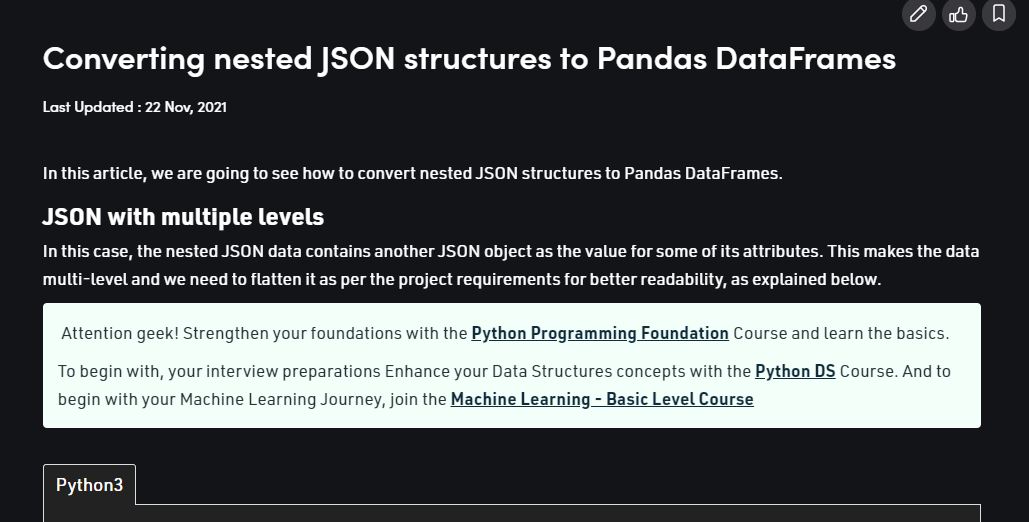 Converting nested JSON structures to Pandas DataFrames
Last Updated : 22 Nov, 2021
In this article, we are going to see how to convert nested JSON structures to Pandas DataFrames.
JSON with multiple levels
In this case, the nested JSON data contains another JSON object as the value for some of its attributes. This makes the data
multi-level and we need to flatten it as per the project requirements for better readability, as explained below.
Attention geek! Strengthen your foundations with the Python Programming Foundation Course and learn the basics.
To begin with, your interview preparations Enhance your Data Structures concepts with the Python DS Course. And to
begin with your Machine Learning Journey, join the Machine Learning - Basic Level Course
Python3